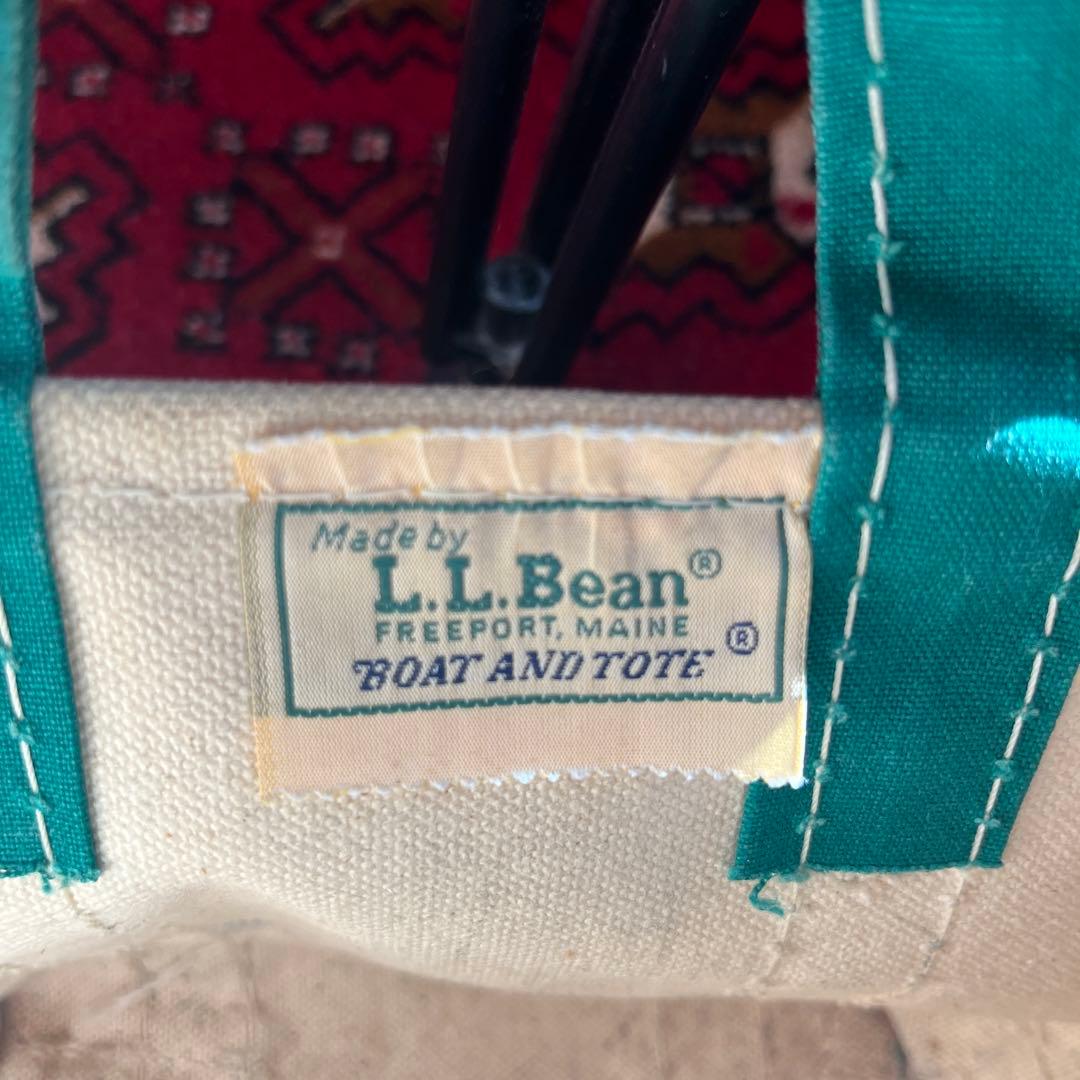 Made by
L.L.Bean®
FREEPORT, MAINE
BOAT AND TOTE ®